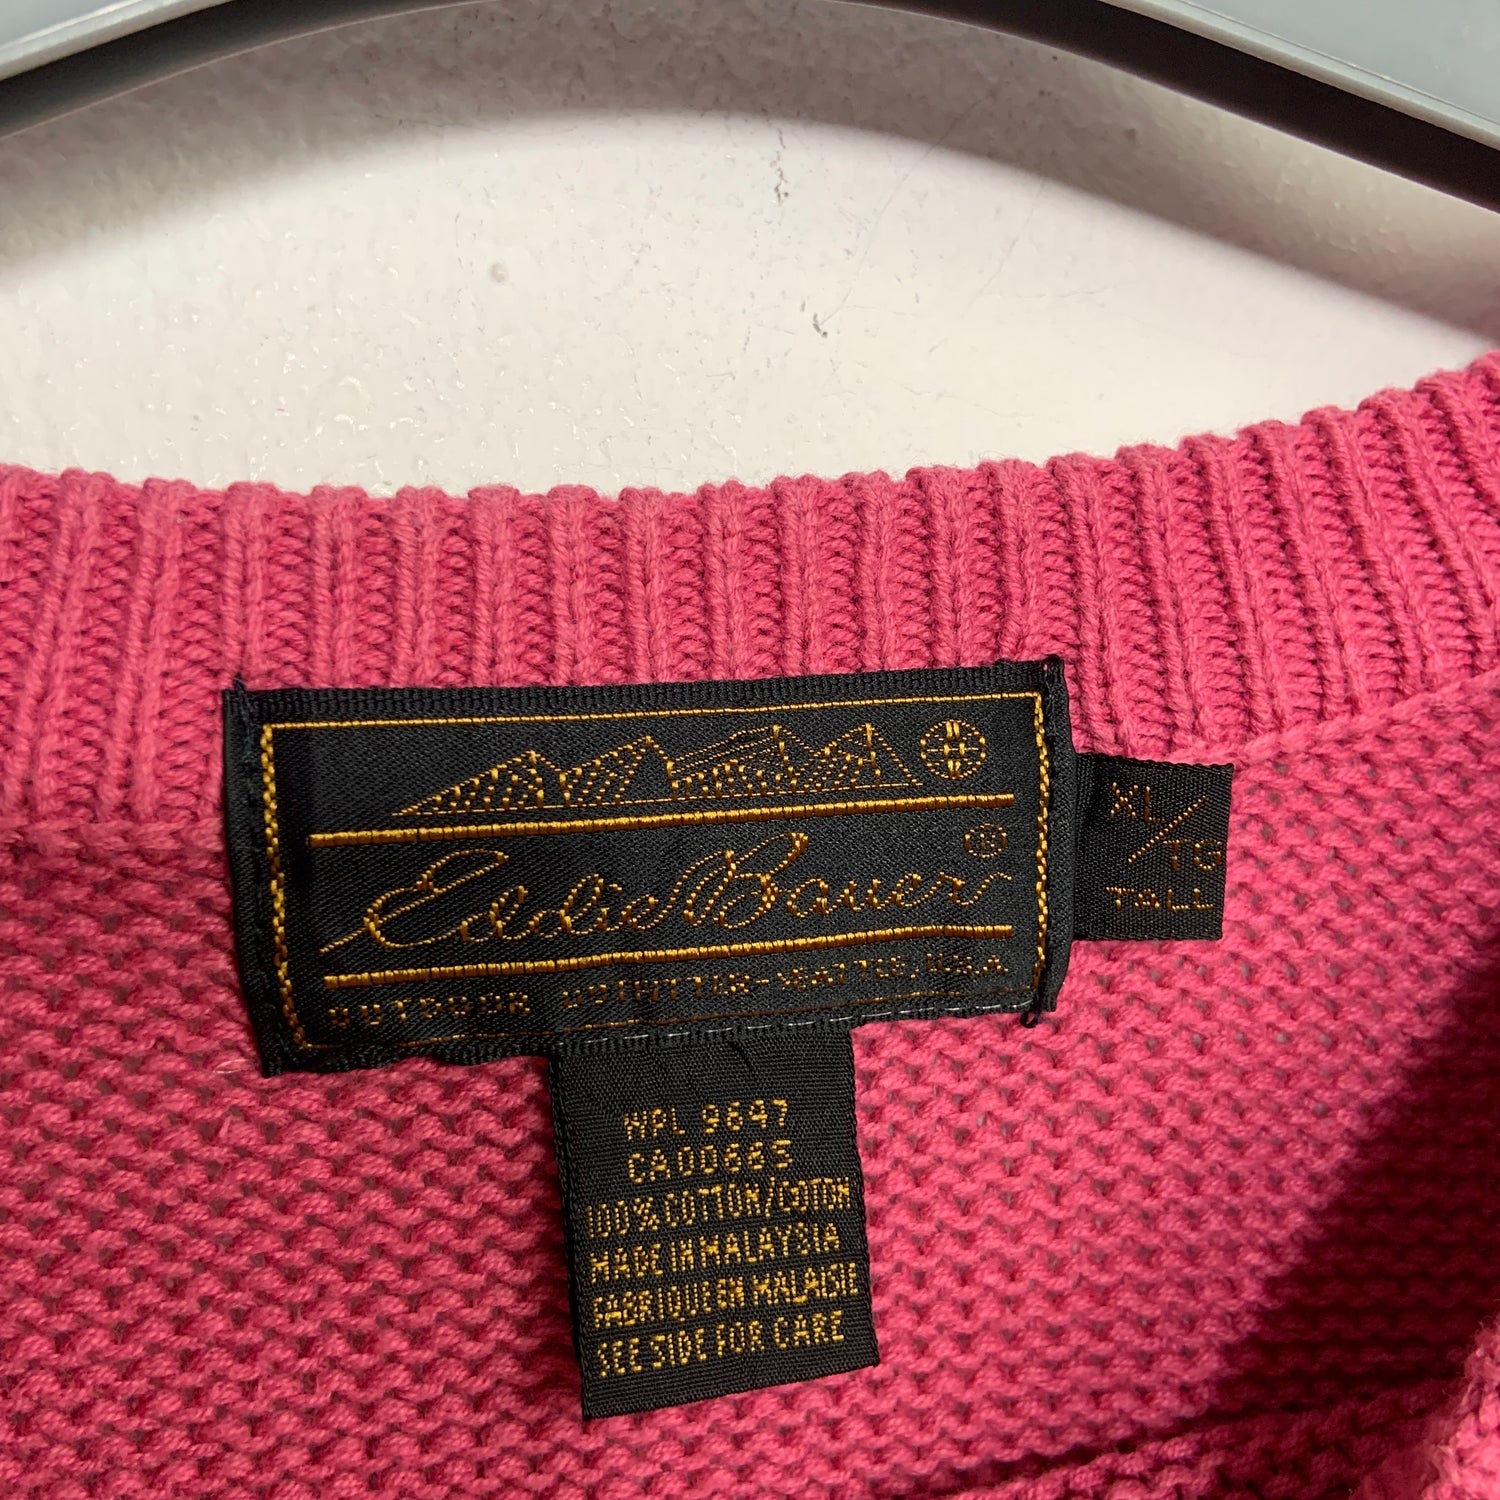 Eddie Bauer ®
OUTDOOR OUTFITTER-SEATTLE, U.S.A.
XL/TG
TALL
WPL 9647
CA00665
100% COTTON/COTON
MADE IN MALAYSIA
FABRIQUE EN MALAISIE
SEE SIDE FOR CARE